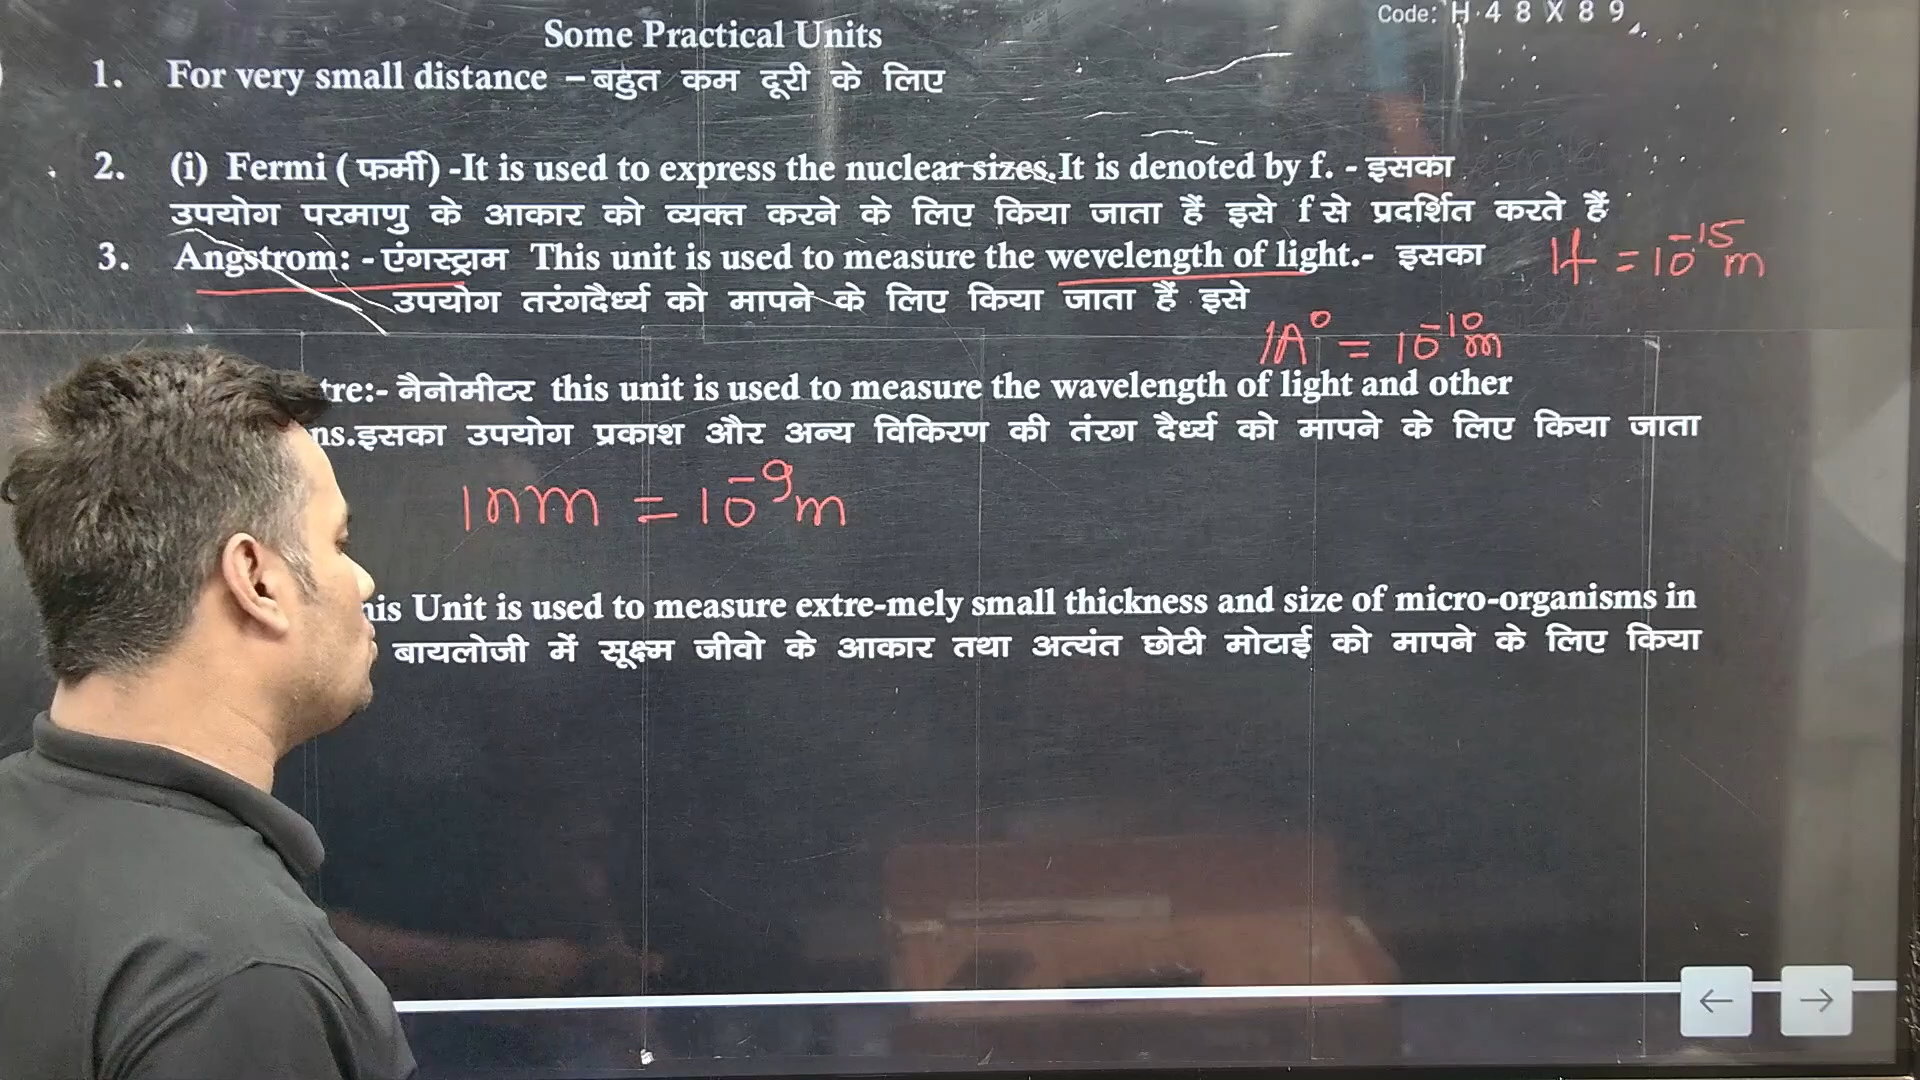 Code: H 4 8 X 8 9
Some Practical Units
1. For very small distance – बहुत कम दूरी के लिए
2. (i) Fermi ( फर्मी) -It is used to express the nuclear sizes.It is denoted by f. - इसका
उपयोग परमाणु के आकार को व्यक्त करने के लिए किया जाता हैं इसे f से प्रदर्शित करते हैं
1f = 10⁻¹⁵ m
3. Angstrom: - एंगस्ट्राम This unit is used to measure the wevelength of light.- इसका
उपयोग तरंगदैर्ध्य को मापने के लिए किया जाता हैं इसे
1A⁰ = 10⁻¹⁰ m
tre:- नैनोमीटर this unit is used to measure the wavelength of light and other
ns.इसका उपयोग प्रकाश और अन्य विकिरण की तंरग दैर्ध्य को मापने के लिए किया जाता
1nm = 10⁻⁹ m
his Unit is used to measure extre-mely small thickness and size of micro-organisms in
बायलोजी में सूक्ष्म जीवो के आकार तथा अत्यंत छोटी मोटाई को मापने के लिए किया